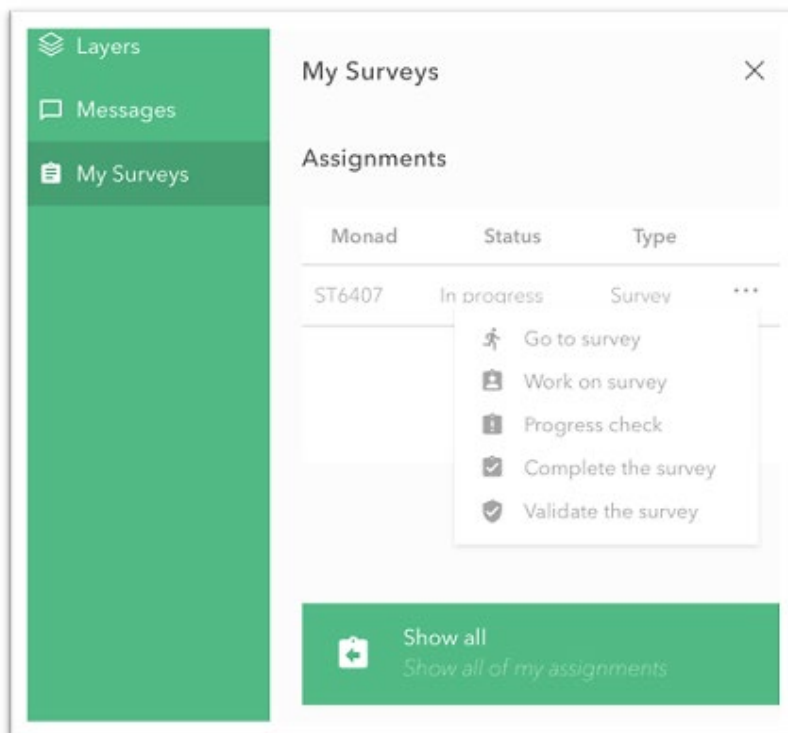 Layers
Messages
My Surveys
My Surveys
Assignments
Monad Status Type
ST6407 In progress Survey ...
Go to survey
Work on survey
Progress check
Complete the survey
Validate the survey
Show all
Show all of my assignments